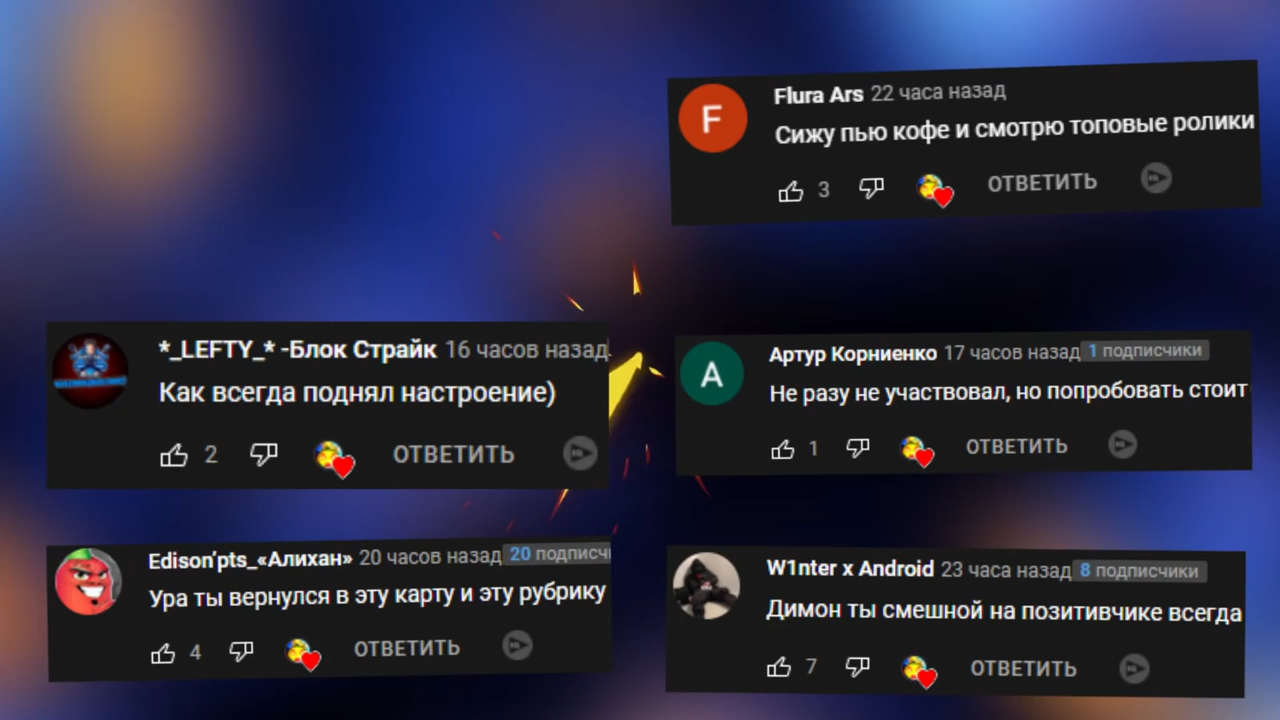 Flura Ars 22 часа назад
Сижу пью кофе и смотрю топовые ролики
3 ОТВЕТИТЬ
*_LEFTY_* -Блок Страйк 16 часов назад
Как всегда поднял настроение)
2 ОТВЕТИТЬ
Артур Корниенко 17 часов назад 1 подписчики
Не разу не участвовал, но попробовать стоит
1 ОТВЕТИТЬ
Edison'pts_«Алихан» 20 часов назад 20 подписчи
Ура ты вернулся в эту карту и эту рубрику
4 ОТВЕТИТЬ
W1nter x Android 23 часа назад 8 подписчики
Димон ты смешной на позитивчике всегда
7 ОТВЕТИТЬ
F
A